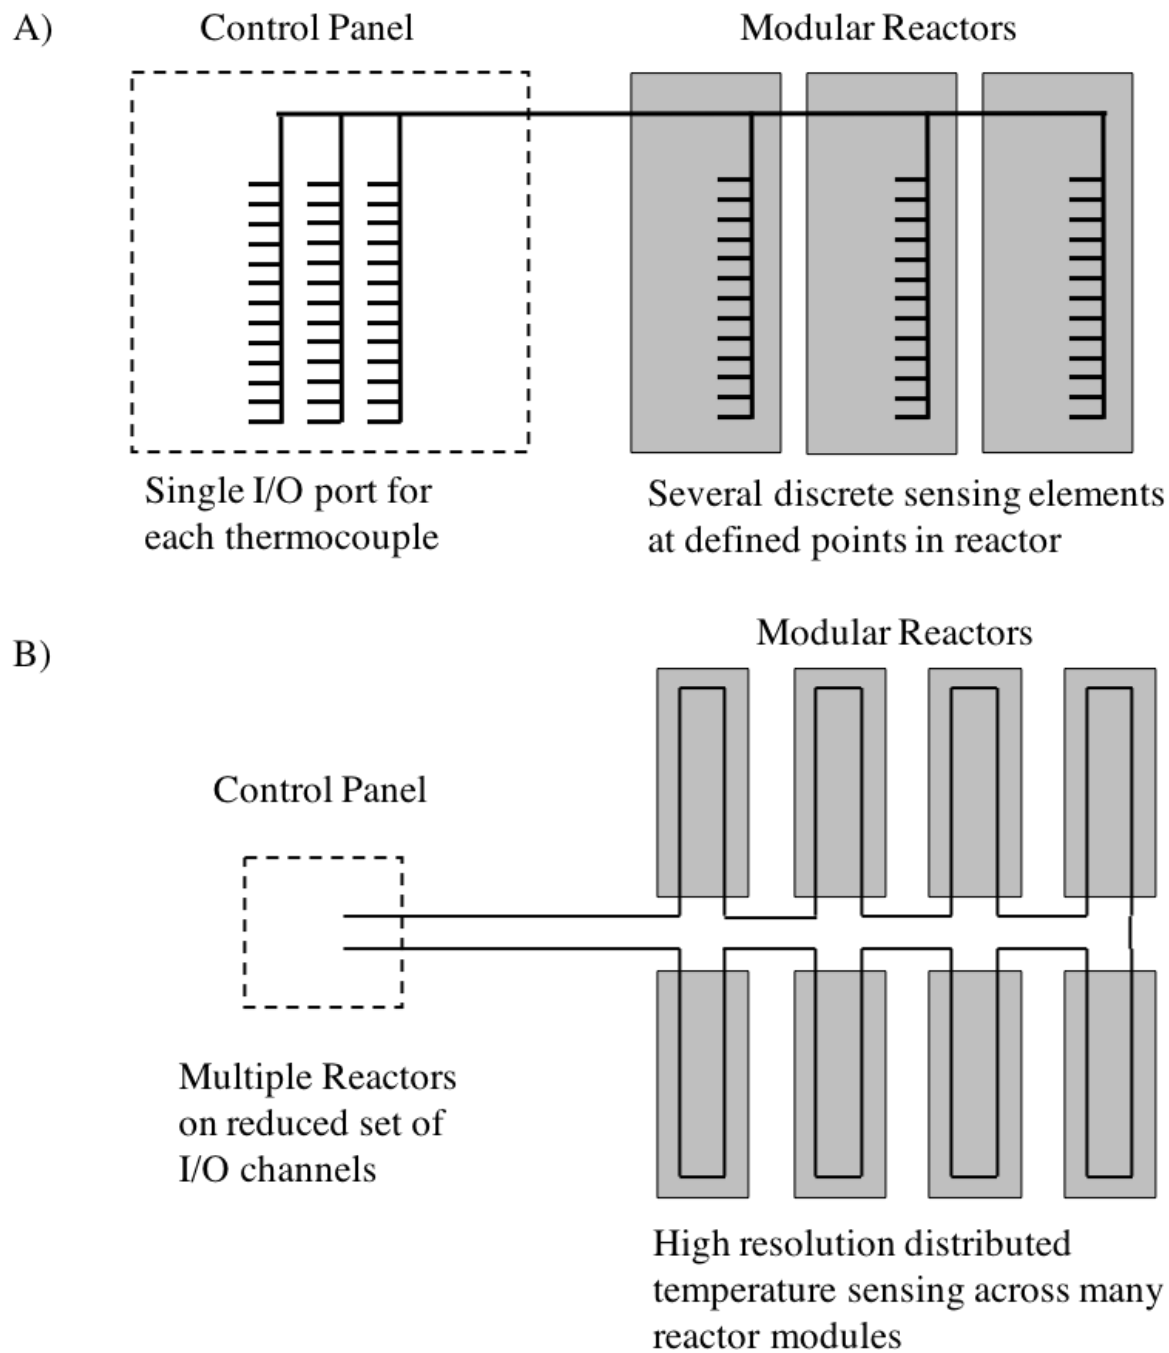 A)
Control Panel
Modular Reactors
Single I/O port for
each thermocouple
Several discrete sensing elements
at defined points in reactor
B)
Modular Reactors
Control Panel
Multiple Reactors
on reduced set of
I/O channels
High resolution distributed
temperature sensing across many
reactor modules